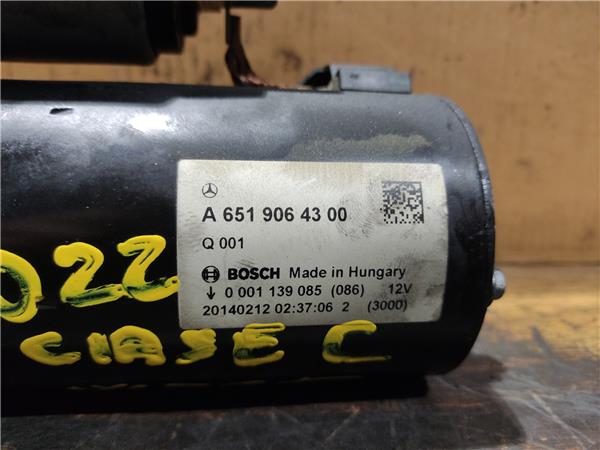 A 651 906 43 00
Q 001
BOSCH Made in Hungary
0 001 139 085 (086) 12V
20140212 02:37:06 2 (3000)
022
CLASE C